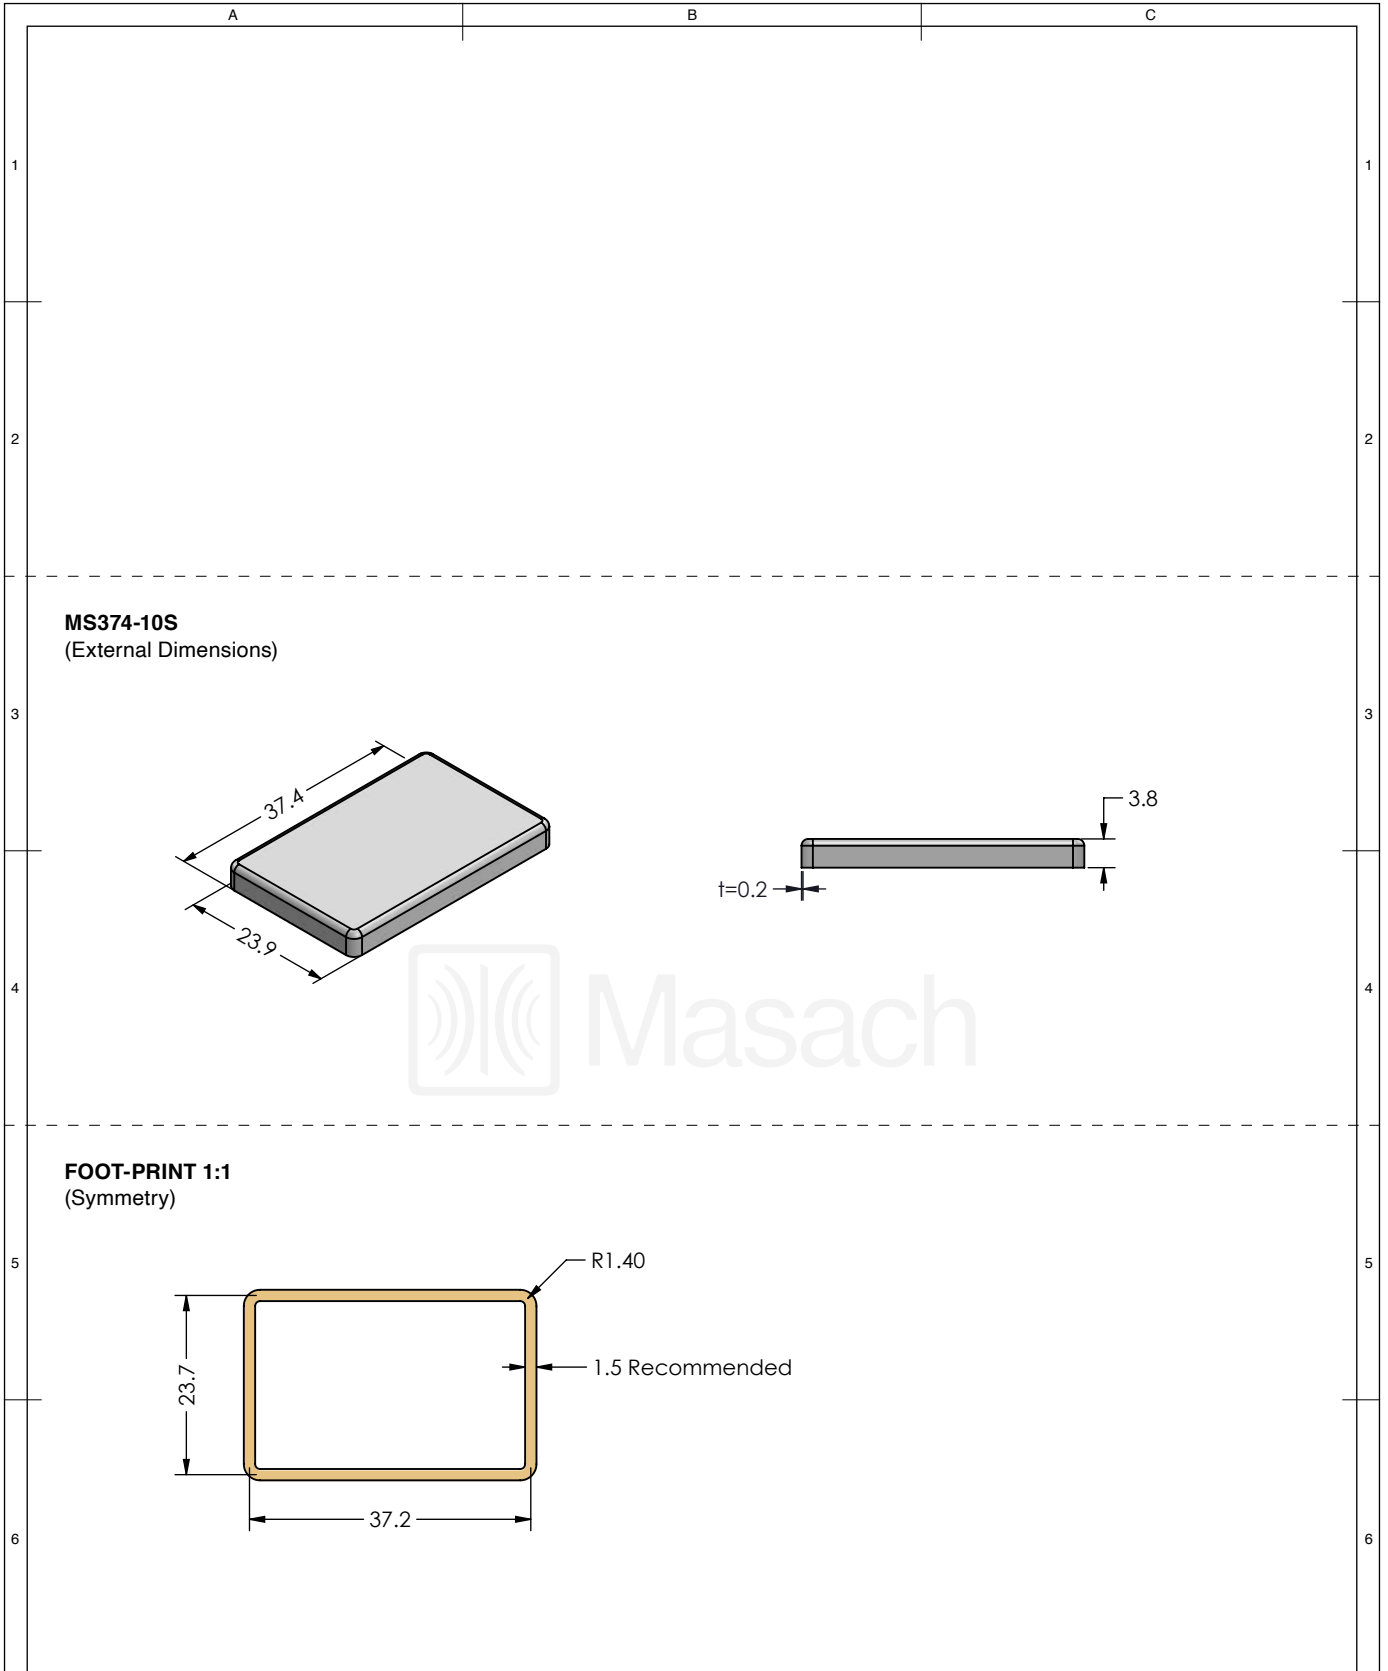 A B C
1 1
2 2
MS374-10S
(External Dimensions)
3 3
37.4
3.8
t=0.2
23.9
Masach
4 4
FOOT-PRINT 1:1
(Symmetry)
R1.40
5 5
1.5 Recommended
23.7
37.2
6 6